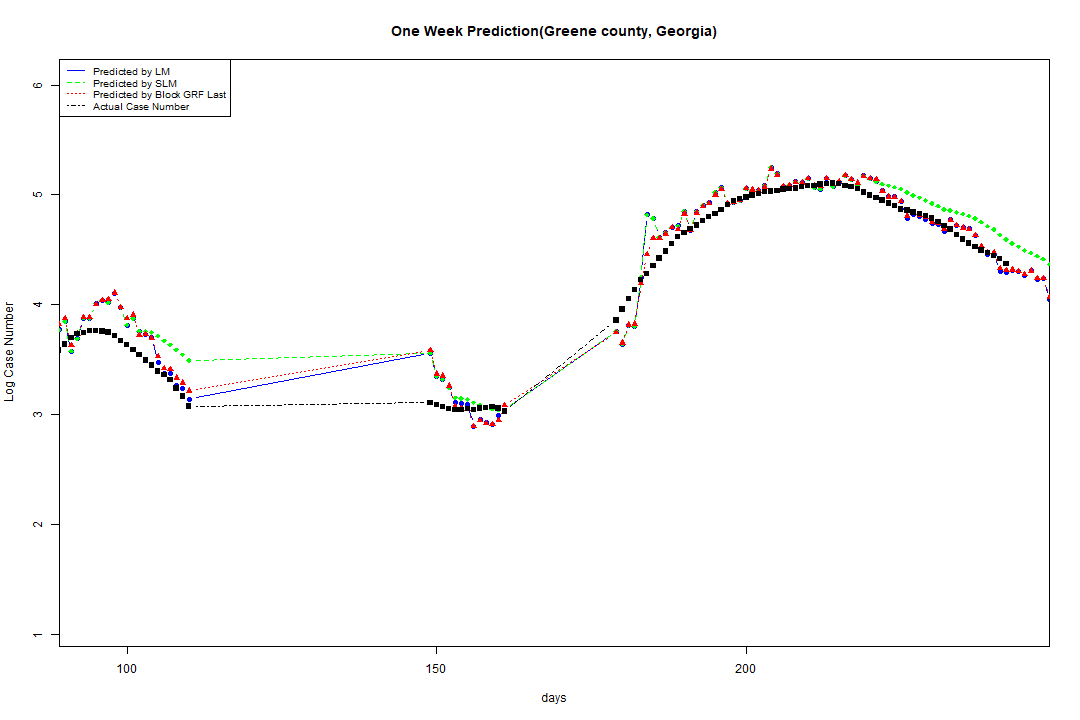 One Week Prediction(Greene county, Georgia)
Predicted by LM
Predicted by SLM
Predicted by Block GRF Last
Actual Case Number
6
5
4
3
2
1
Log Case Number
100 150 200
days